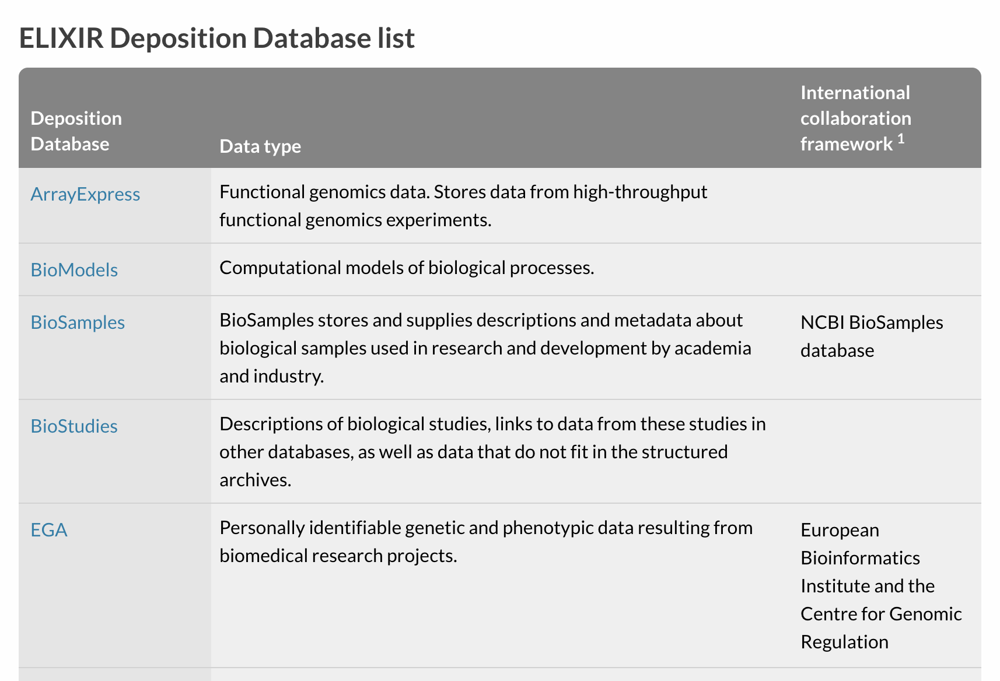 ELIXIR Deposition Database list
Deposition
Database
Data type
International
collaboration
framework 1
ArrayExpress
Functional genomics data. Stores data from high-throughput
functional genomics experiments.
BioModels
Computational models of biological processes.
BioSamples
BioSamples stores and supplies descriptions and metadata about
biological samples used in research and development by academia
and industry.
NCBI BioSamples
database
BioStudies
Descriptions of biological studies, links to data from these studies in
other databases, as well as data that do not fit in the structured
archives.
EGA
Personally identifiable genetic and phenotypic data resulting from
biomedical research projects.
European
Bioinformatics
Institute and the
Centre for Genomic
Regulation